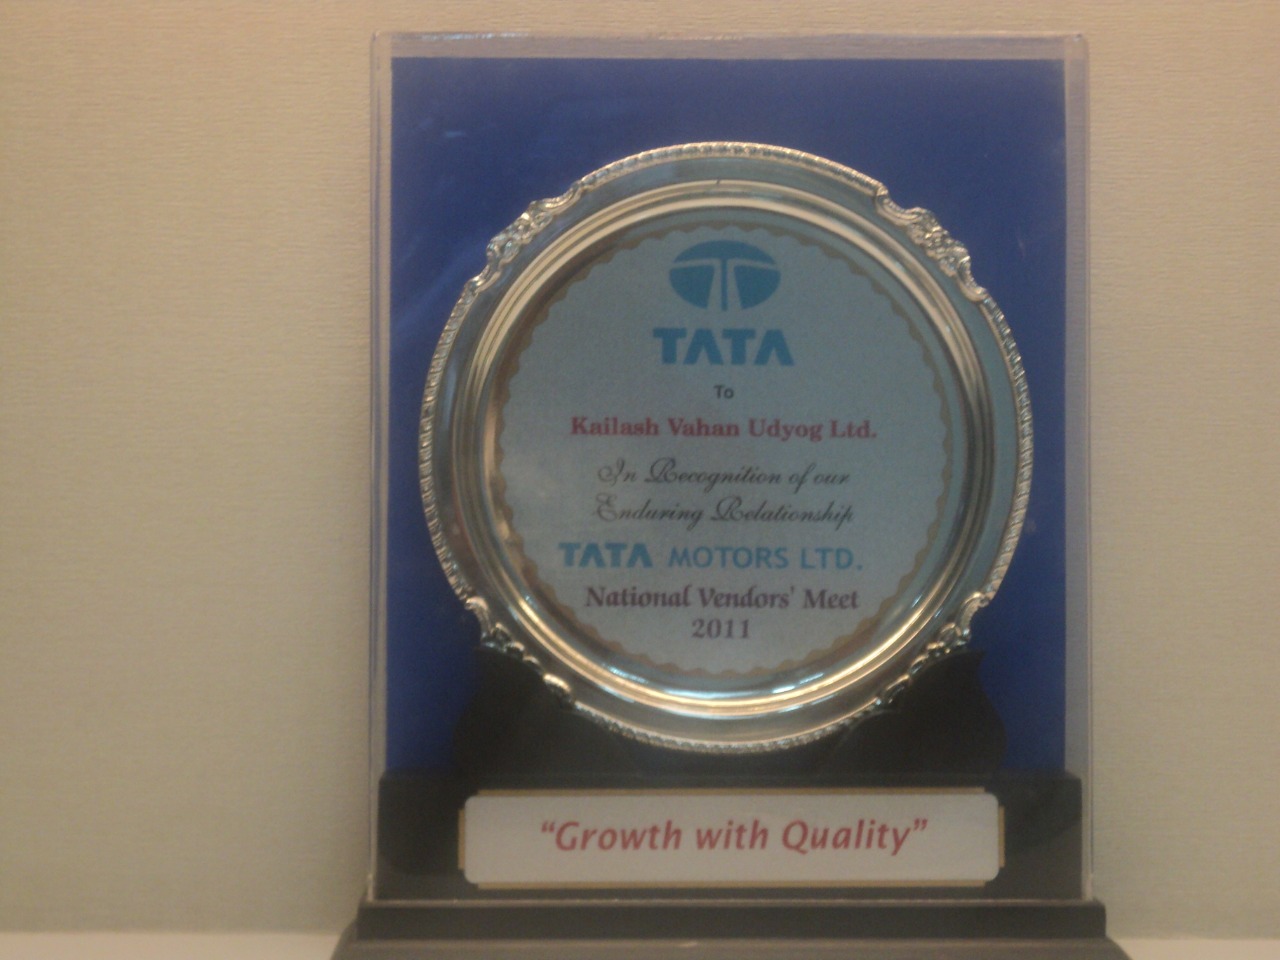 TATA
To
Kailash Vahan Udyog Ltd.
In Recognition of our
Enduring Relationship
TATA MOTORS LTD.
National Vendors' Meet
2011
“Growth with Quality”